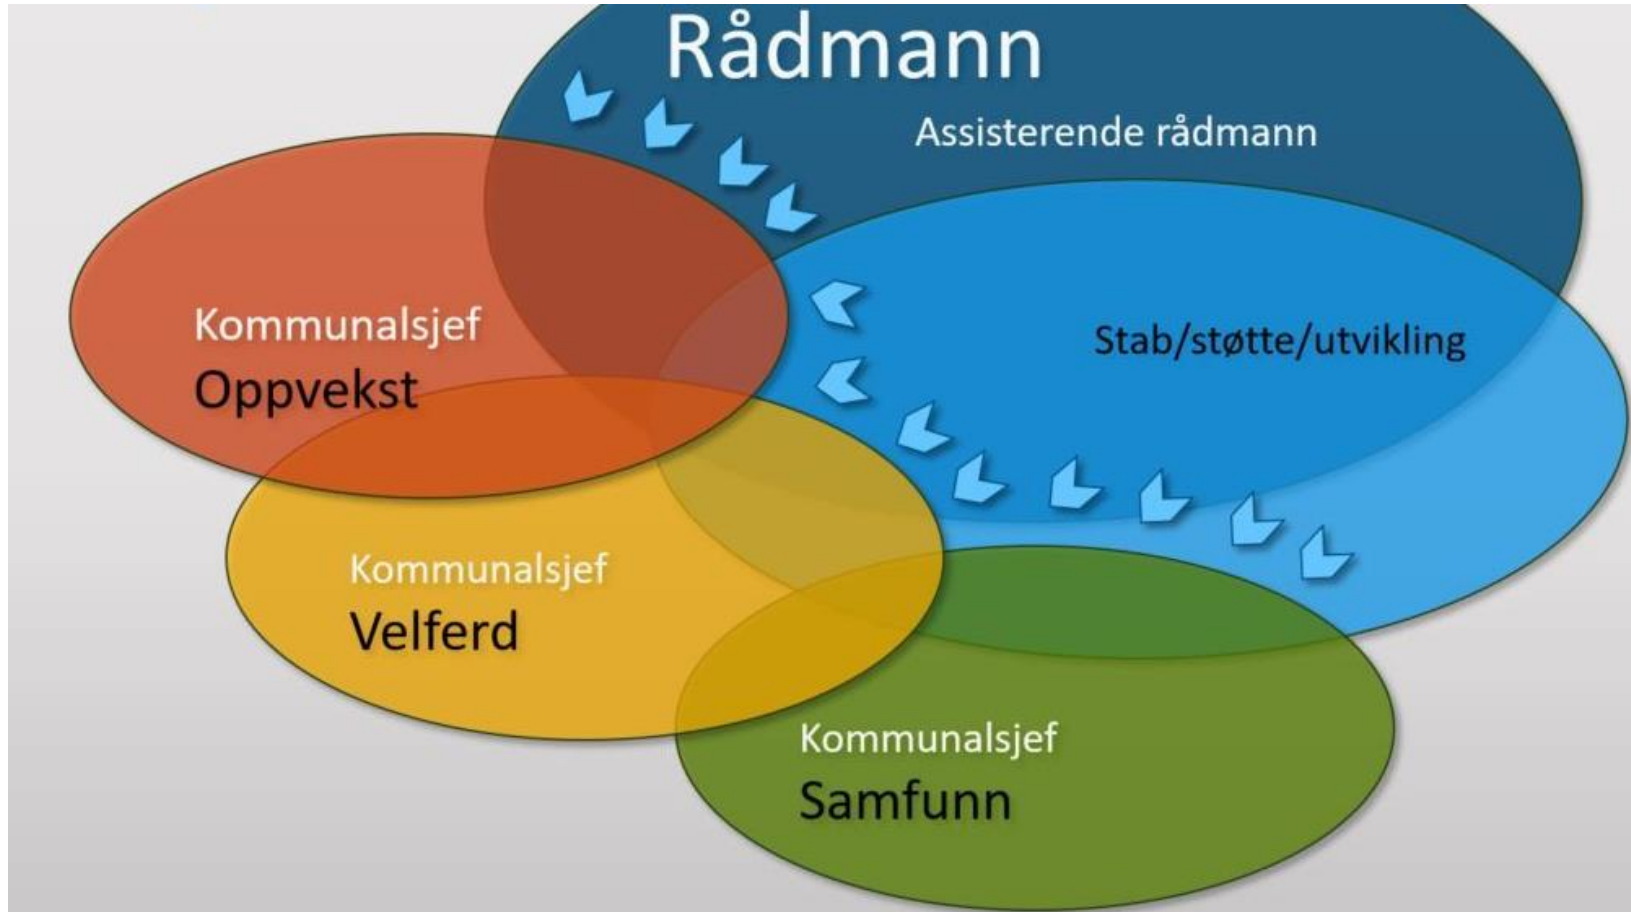 Rådmann
Assisterende rådmann
Stab/støtte/utvikling
Kommunalsjef
Oppvekst
Kommunalsjef
Velferd
Kommunalsjef
Samfunn